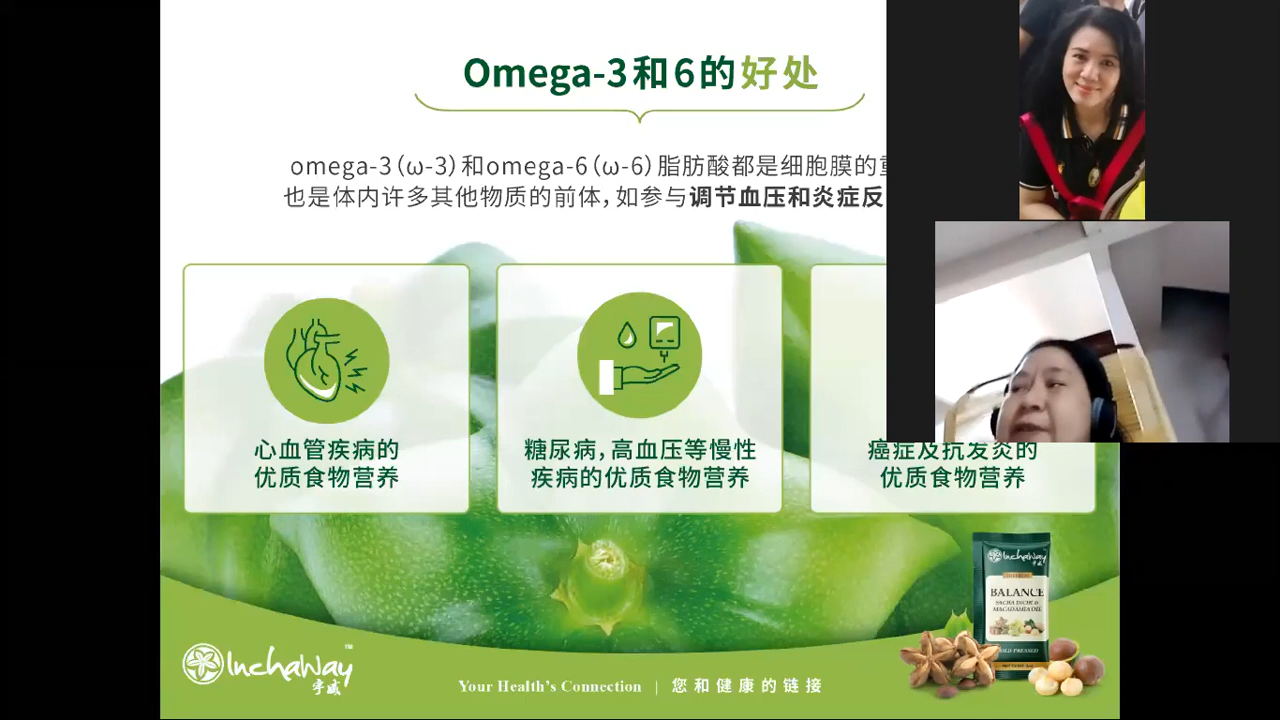 Omega-3和6的好处
omega-3(ω-3)和omega-6(ω-6)脂肪酸都是细胞膜的
也是体内许多其他物质的前体,如参与调节血压和炎症反
心血管疾病的
优质食物营养
糖尿病,高血压等慢性
疾病的优质食物营养
癌症及抗发炎的
优质食物营养
IncháWay
BALANCE
SACHA INCHI &
MACADAMIA OIL
COLD PRESSED
InchaWay™
宇威
Your Health's Connection | 您和健康的链接